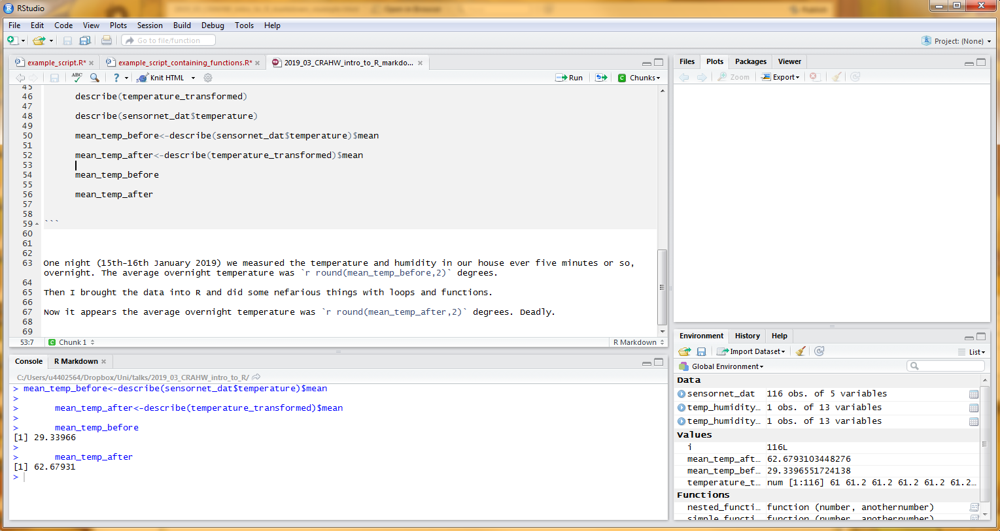 RStudio
File Edit Code View Plots Session Build Debug Tools Help
Go to file/function
Project: (None)
example_script.R*
example_script_containing_functions.R*
2019_03_CRAHW_intro_to_R_markdo...
ABC
Knit HTML
Run
Chunks
45
46 describe(temperature_transformed)
47
48 describe(sensornet_dat$temperature)
49
50 mean_temp_before<-describe(sensornet_dat$temperature)$mean
51
52 mean_temp_after<-describe(temperature_transformed)$mean
53
54 mean_temp_before
55
56 mean_temp_after
57
58
59 ```
60
61
62
63 One night (15th-16th January 2019) we measured the temperature and humidity in our house ever five minutes or so,
overnight. The average overnight temperature was `r round(mean_temp_before,2)` degrees.
64
65 Then I brought the data into R and did some nefarious things with loops and functions.
66
67 Now it appears the average overnight temperature was `r round(mean_temp_after,2)` degrees. Deadly.
68
69
53:7 C Chunk 1 R Markdown
Console R Markdown
C:/Users/u4402564/Dropbox/Uni/talks/2019_03_CRAHW_intro_to_R/
> mean_temp_before<-describe(sensornet_dat$temperature)$mean
>
> mean_temp_after<-describe(temperature_transformed)$mean
>
> mean_temp_before
[1] 29.33966
>
> mean_temp_after
[1] 62.67931
>
Files Plots Packages Viewer
Zoom Export
Environment History Help
Import Dataset List
Global Environment
Data
sensornet_dat 116 obs. of 5 variables
temp_humidity… 1 obs. of 13 variables
temp_humidity… 1 obs. of 13 variables
Values
i 116L
mean_temp_aft… 62.6793103448276
mean_temp_bef… 29.3396551724138
temperature_t… num [1:116] 61 61.2 61.2 61.2 61.2 61.2…
Functions
nested_functi… function (number, anothernumber)
simple_functi… function (number, anothernumber)